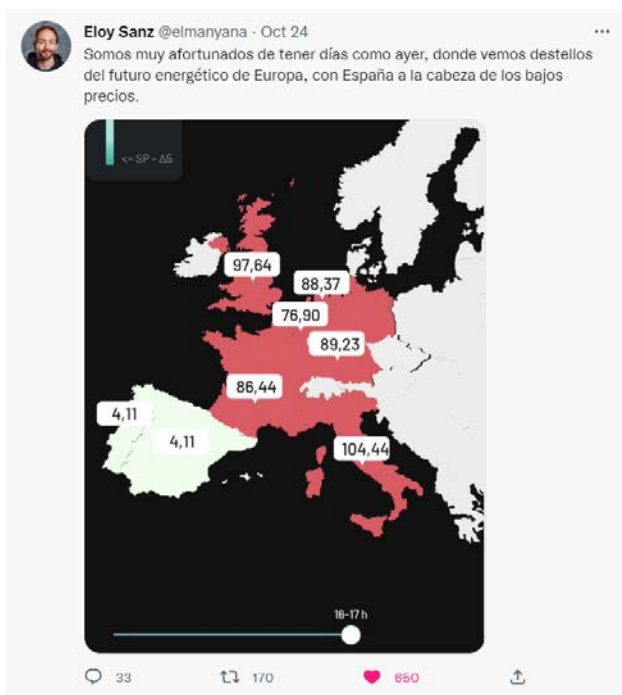 Eloy Sanz @elmanyana · Oct 24
Somos muy afortunados de tener días como ayer, donde vemos destellos
del futuro energético de Europa, con España a la cabeza de los bajos
precios.
<= SP - Δ5
97,64
88,37
76,90
89,23
86,44
4,11
4,11
104,44
16-17 h
33 170 650